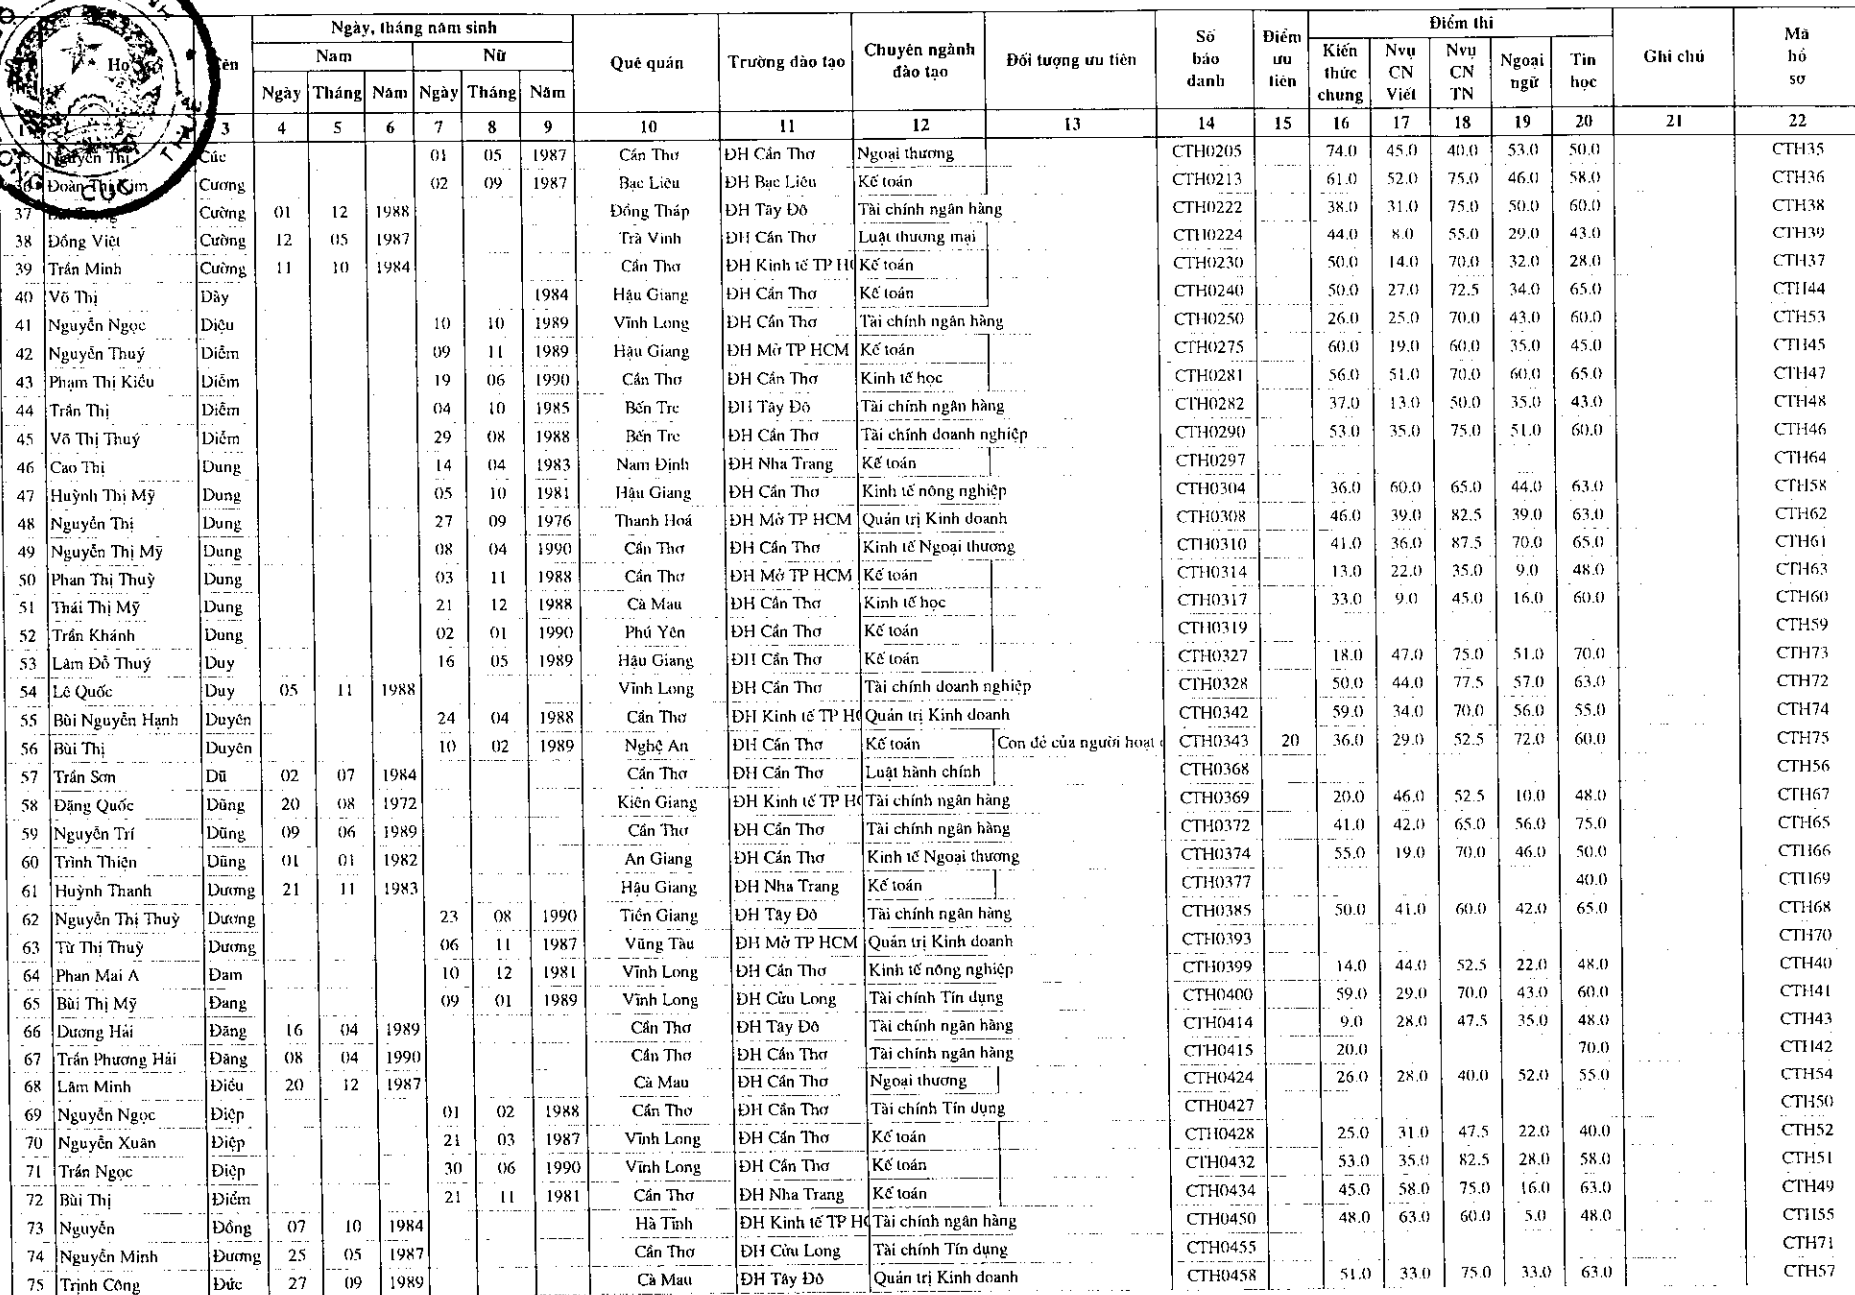 Họ Tên Ngày, tháng năm sinh Quê quán Trường đào tạo Chuyên ngành đào tạo Đối tượng ưu tiên Số báo danh Điểm ưu tiên Điểm thi Ghi chú Mã hồ sơ
Nam Nữ Kiến thức chung Nvụ CN Viết Nvụ CN TN Ngoại ngữ Tin học
Ngày Tháng Năm Ngày Tháng Năm
1 2 3 4 5 6 7 8 9 10 11 12 13 14 15 16 17 18 19 20 21 22
Nguyễn Thị Cúc 01 05 1987 Cần Thơ ĐH Cần Thơ Ngoại thương CTH0205 74.0 45.0 40.0 53.0 50.0 CTH35
Đoàn Thị Kim Cương 02 09 1987 Bạc Liêu ĐH Bạc Liêu Kế toán CTH0213 61.0 52.0 75.0 46.0 58.0 CTH36
37 Cường 01 12 1988 Đồng Tháp ĐH Tây Đô Tài chính ngân hàng CTH0222 38.0 31.0 75.0 50.0 60.0 CTH38
38 Đồng Việt Cường 12 05 1987 Trà Vinh ĐH Cần Thơ Luật thương mại CTH0224 44.0 8.0 55.0 29.0 43.0 CTH39
39 Trần Minh Cường 11 10 1984 Cần Thơ ĐH Kinh tế TP HC Kế toán CTH0230 50.0 14.0 70.0 32.0 28.0 CTH37
40 Võ Thị Dày 1984 Hậu Giang ĐH Cần Thơ Kế toán CTH0240 50.0 27.0 72.5 34.0 65.0 CTH44
41 Nguyễn Ngọc Diệu 10 10 1989 Vĩnh Long ĐH Cần Thơ Tài chính ngân hàng CTH0250 26.0 25.0 70.0 43.0 60.0 CTH53
42 Nguyễn Thuý Diễm 09 11 1989 Hậu Giang ĐH Mở TP HCM Kế toán CTH0275 60.0 19.0 60.0 35.0 45.0 CTH45
43 Phạm Thị Kiều Diễm 19 06 1990 Cần Thơ ĐH Cần Thơ Kinh tế học CTH0281 56.0 51.0 70.0 60.0 65.0 CTH47
44 Trần Thị Diễm 04 10 1985 Bến Tre ĐH Tây Đô Tài chính ngân hàng CTH0282 37.0 13.0 50.0 35.0 43.0 CTH48
45 Võ Thị Thuý Diễm 29 08 1988 Bến Tre ĐH Cần Thơ Tài chính doanh nghiệp CTH0290 53.0 35.0 75.0 51.0 60.0 CTH46
46 Cao Thị Dung 14 04 1983 Nam Định ĐH Nha Trang Kế toán CTH0297 CTH64
47 Huỳnh Thị Mỹ Dung 05 10 1981 Hậu Giang ĐH Cần Thơ Kinh tế nông nghiệp CTH0304 36.0 60.0 65.0 44.0 63.0 CTH58
48 Nguyễn Thị Dung 27 09 1976 Thanh Hoá ĐH Mở TP HCM Quản trị Kinh doanh CTH0308 46.0 39.0 82.5 39.0 63.0 CTH62
49 Nguyễn Thị Mỹ Dung 08 04 1990 Cần Thơ ĐH Cần Thơ Kinh tế Ngoại thương CTH0310 41.0 36.0 87.5 70.0 65.0 CTH61
50 Phan Thị Thuỳ Dung 03 11 1988 Cần Thơ ĐH Mở TP HCM Kế toán CTH0314 13.0 22.0 35.0 9.0 48.0 CTH63
51 Thái Thị Mỹ Dung 21 12 1988 Cà Mau ĐH Cần Thơ Kinh tế học CTH0317 33.0 9.0 45.0 16.0 60.0 CTH60
52 Trần Khánh Dung 02 01 1990 Phú Yên ĐH Cần Thơ Kế toán CTH0319 CTH59
53 Lâm Đỗ Thuý Duy 16 05 1989 Hậu Giang ĐH Cần Thơ Kế toán CTH0327 18.0 47.0 75.0 51.0 70.0 CTH73
54 Lê Quốc Duy 05 11 1988 Vĩnh Long ĐH Cần Thơ Tài chính doanh nghiệp CTH0328 50.0 44.0 77.5 57.0 63.0 CTH72
55 Bùi Nguyễn Hạnh Duyên 24 04 1988 Cần Thơ ĐH Kinh tế TP HC Quản trị Kinh doanh CTH0342 59.0 34.0 70.0 56.0 55.0 CTH74
56 Bùi Thị Duyên 10 02 1989 Nghệ An ĐH Cần Thơ Kế toán Con đẻ của người hoạt CTH0343 20 36.0 29.0 52.5 72.0 60.0 CTH75
57 Trần Sơn Dũ 02 07 1984 Cần Thơ ĐH Cần Thơ Luật hành chính CTH0368 CTH56
58 Đặng Quốc Dũng 20 08 1972 Kiên Giang ĐH Kinh tế TP HC Tài chính ngân hàng CTH0369 20.0 46.0 52.5 10.0 48.0 CTH67
59 Nguyễn Trí Dũng 09 06 1989 Cần Thơ ĐH Cần Thơ Tài chính ngân hàng CTH0372 41.0 42.0 65.0 56.0 75.0 CTH65
60 Trình Thiện Dũng 01 01 1982 An Giang ĐH Cần Thơ Kinh tế Ngoại thương CTH0374 55.0 19.0 70.0 46.0 50.0 CTH66
61 Huỳnh Thanh Dương 21 11 1983 Hậu Giang ĐH Nha Trang Kế toán CTH0377 40.0 CTH69
62 Nguyễn Thị Thuỳ Dương 23 08 1990 Tiền Giang ĐH Tây Đô Tài chính ngân hàng CTH0385 50.0 41.0 60.0 42.0 65.0 CTH68
63 Từ Thị Thuỳ Dương 06 11 1987 Vũng Tàu ĐH Mở TP HCM Quản trị Kinh doanh CTH0393 CTH70
64 Phan Mai A Đam 10 12 1981 Vĩnh Long ĐH Cần Thơ Kinh tế nông nghiệp CTH0399 14.0 44.0 52.5 22.0 48.0 CTH40
65 Bùi Thị Mỹ Đang 09 01 1989 Vĩnh Long ĐH Cửu Long Tài chính Tín dụng CTH0400 59.0 29.0 70.0 43.0 60.0 CTH41
66 Dương Hải Đăng 16 04 1989 Cần Thơ ĐH Tây Đô Tài chính ngân hàng CTH0414 9.0 28.0 47.5 35.0 48.0 CTH43
67 Trần Phương Hải Đăng 08 04 1990 Cần Thơ ĐH Cần Thơ Tài chính ngân hàng CTH0415 20.0 70.0 CTH42
68 Lâm Minh Điều 20 12 1987 Cà Mau ĐH Cần Thơ Ngoại thương CTH0424 26.0 28.0 40.0 52.0 55.0 CTH54
69 Nguyễn Ngọc Điệp 01 02 1988 Cần Thơ ĐH Cần Thơ Tài chính Tín dụng CTH0427 CTH50
70 Nguyễn Xuân Điệp 21 03 1987 Vĩnh Long ĐH Cần Thơ Kế toán CTH0428 25.0 31.0 47.5 22.0 40.0 CTH52
71 Trần Ngọc Điệp 30 06 1990 Vĩnh Long ĐH Cần Thơ Kế toán CTH0432 53.0 35.0 82.5 28.0 58.0 CTH51
72 Bùi Thị Điểm 21 11 1981 Cần Thơ ĐH Nha Trang Kế toán CTH0434 45.0 58.0 75.0 16.0 63.0 CTH49
73 Nguyễn Đồng 07 10 1984 Hà Tĩnh ĐH Kinh tế TP HC Tài chính ngân hàng CTH0450 48.0 63.0 60.0 5.0 48.0 CTH55
74 Nguyễn Minh Đương 25 05 1987 Cần Thơ ĐH Cửu Long Tài chính Tín dụng CTH0455 CTH71
75 Trịnh Công Đức 27 09 1989 Cà Mau ĐH Tây Đô Quản trị Kinh doanh CTH0458 51.0 33.0 75.0 33.0 63.0 CTH57